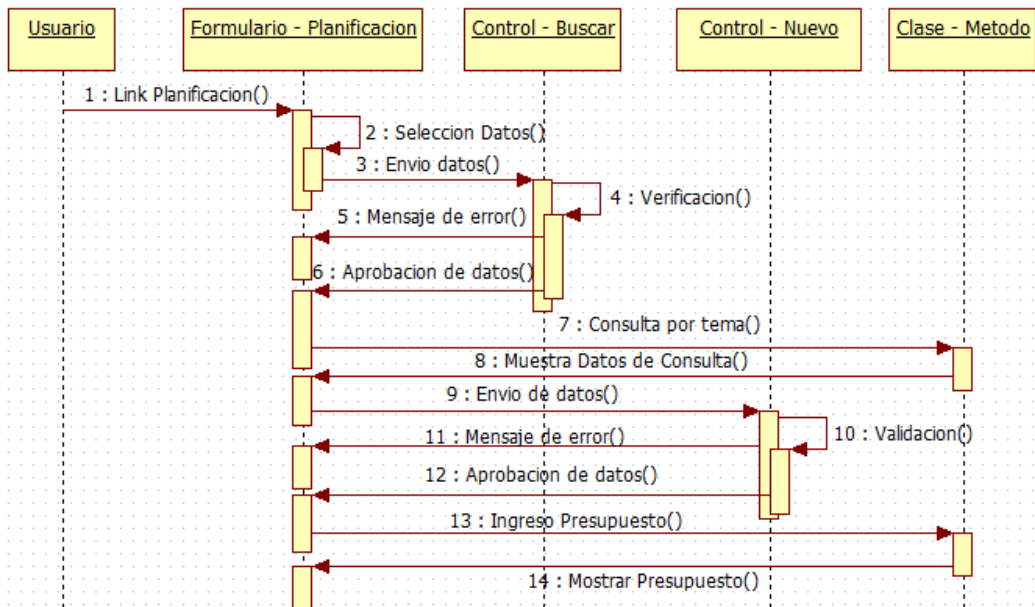 Usuario
Formulario - Planificacion
Control - Buscar
Control - Nuevo
Clase - Metodo
1 : Link Planificacion()
2 : Seleccion Datos()
3 : Envio datos()
4 : Verificacion()
5 : Mensaje de error()
6 : Aprobacion de datos()
7 : Consulta por tema()
8 : Muestra Datos de Consulta()
9 : Envio de datos()
10 : Validacion()
11 : Mensaje de error()
12 : Aprobacion de datos()
13 : Ingreso Presupuesto()
14 : Mostrar Presupuesto()